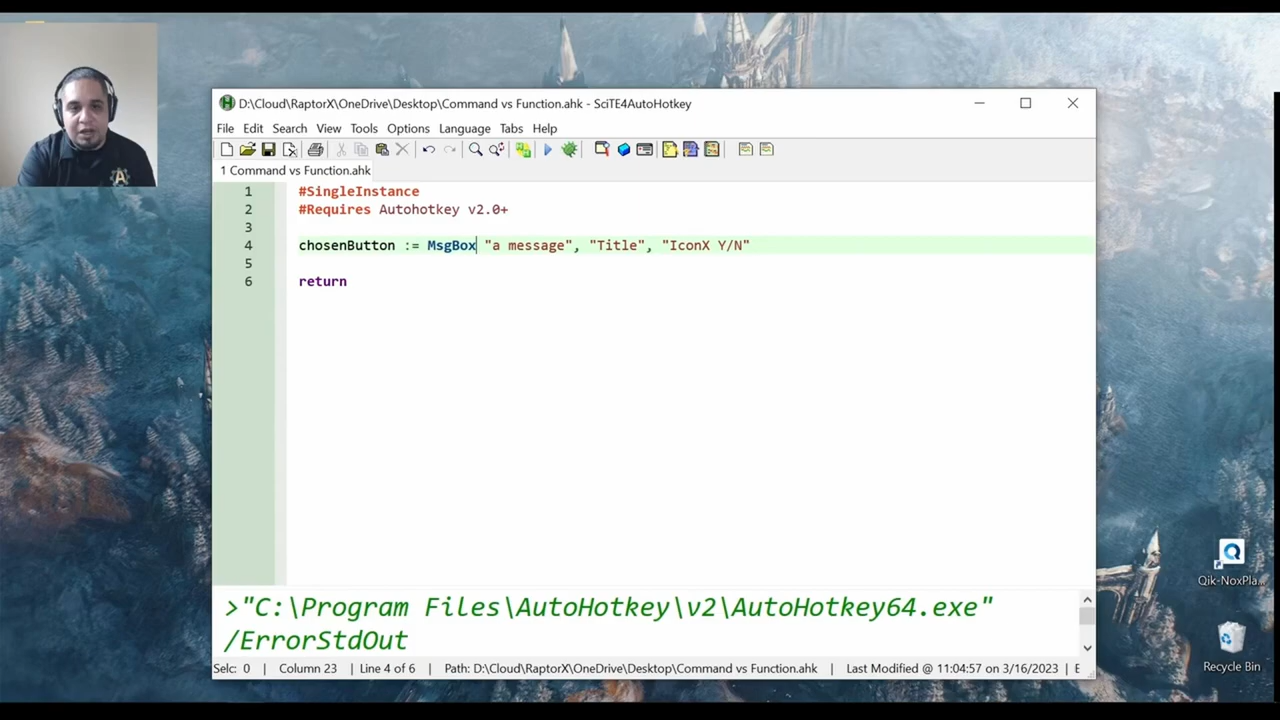 D:\Cloud\RaptorX\OneDrive\Desktop\Command vs Function.ahk - SciTE4AutoHotkey
File Edit Search View Tools Options Language Tabs Help
1 Command vs Function.ahk
1 #SingleInstance
2 #Requires Autohotkey v2.0+
3
4 chosenButton := MsgBox "a message", "Title", "IconX Y/N"
5
6 return
>"C:\Program Files\AutoHotkey\v2\AutoHotkey64.exe"
/ErrorStdOut
Selc: 0 | Column 23 | Line 4 of 6 | Path: D:\Cloud\RaptorX\OneDrive\Desktop\Command vs Function.ahk | Last Modified @ 11:04:57 on 3/16/2023 | E
Qik-NoxPla...
Recycle Bin